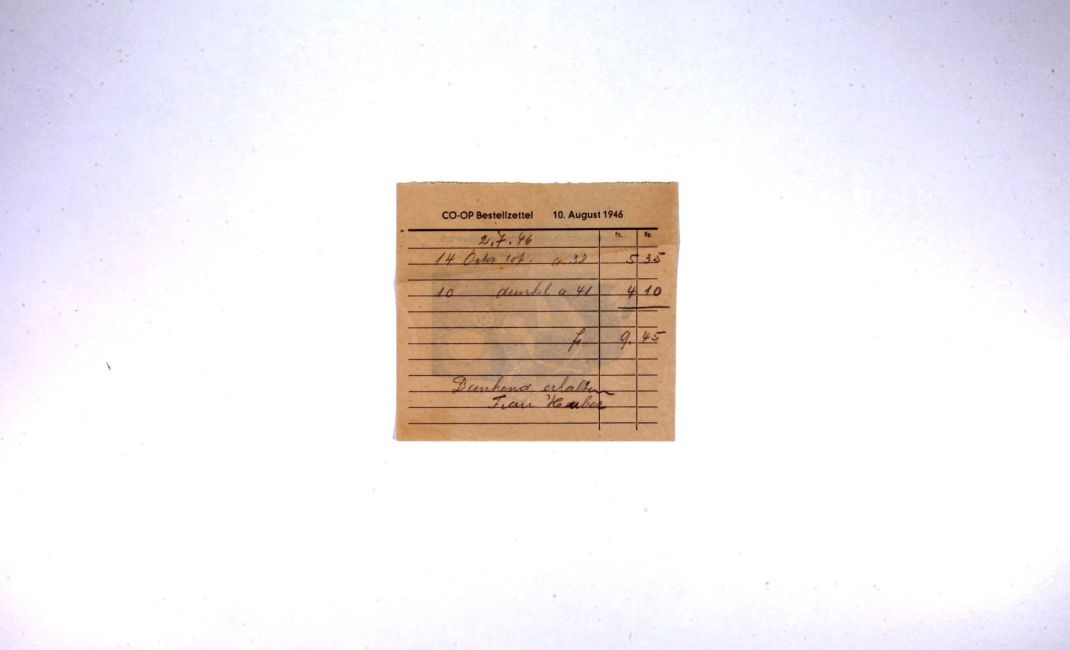 CO-OP Bestellzettel 10. August 1946
Fr. Rp.
2.7.46
14 a 38 5 35
10 dunkel a 41 4 10
fr 9.45
Dankend erhalten
Frau Huber